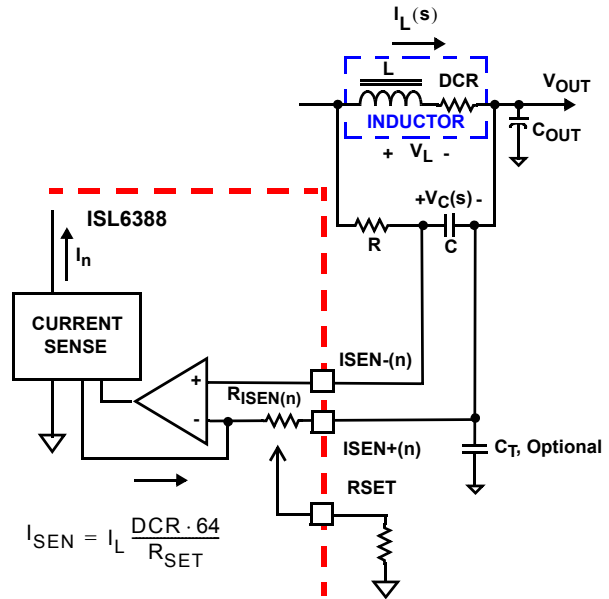 I_L(s)
L
DCR
V_OUT
INDUCTOR
C_OUT
+ V_L -
+V_C(s)-
ISL6388
R
C
I_n
CURRENT
SENSE
ISEN-(n)
+
R_ISEN(n)
-
ISEN+(n)
C_T, Optional
RSET
I_SEN = I_L DCR · 64 / R_SET